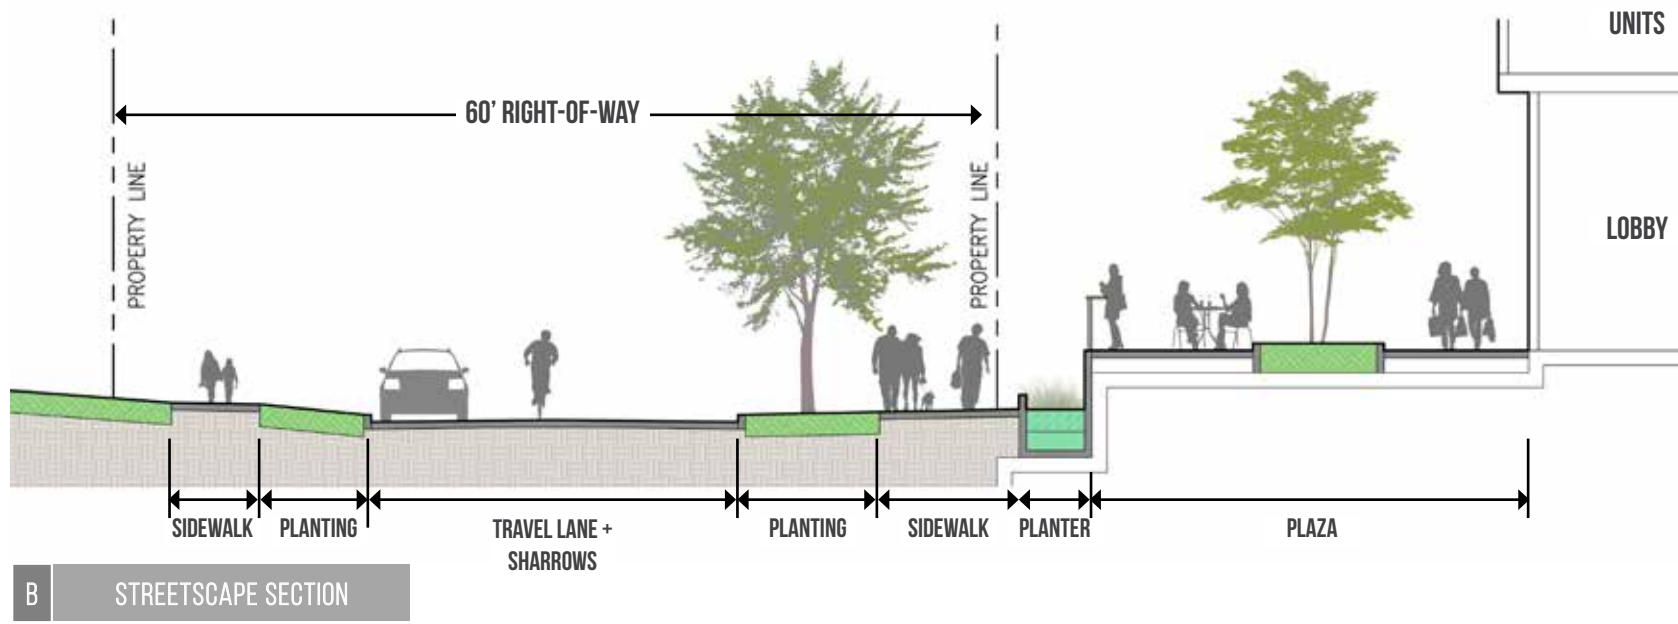 UNITS
60' RIGHT-OF-WAY
PROPERTY LINE
PROPERTY LINE
LOBBY
SIDEWALK
PLANTING
TRAVEL LANE +
SHARROWS
PLANTING
SIDEWALK
PLANTER
PLAZA
B
STREETSCAPE SECTION